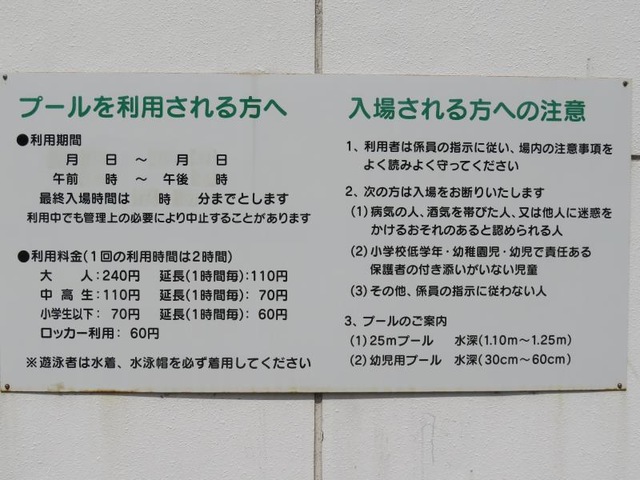 プールを利用される方へ
●利用期間
月 日 ～ 月 日
午前 時 ～ 午後 時
最終入場時間は 時 分までとします
利用中でも管理上の必要により中止することがあります
●利用料金(1回の利用時間は2時間)
大 人:240円 延長(1時間毎):110円
中 高 生:110円 延長(1時間毎): 70円
小学生以下: 70円 延長(1時間毎): 60円
ロッカー利用: 60円
※遊泳者は水着、水泳帽を必ず着用してください
入場される方への注意
1、利用者は係員の指示に従い、場内の注意事項を
よく読みよく守ってください
2、次の方は入場をお断りいたします
(1)病気の人、酒気を帯びた人、又は他人に迷惑を
かけるおそれのあると認められる人
(2)小学校低学年・幼稚園児・幼児で責任ある
保護者の付き添いがいない児童
(3)その他、係員の指示に従わない人
3、プールのご案内
(1)25mプール 水深(1.10m～1.25m)
(2)幼児用プール 水深(30cm～60cm)